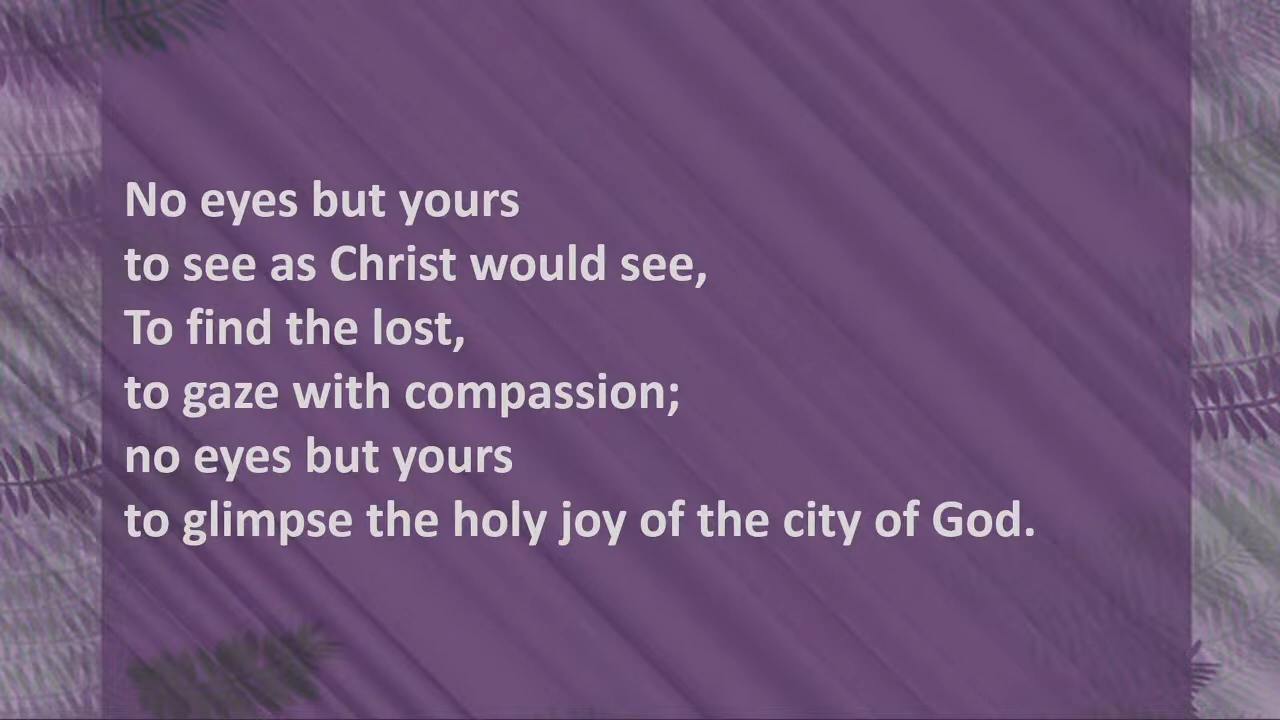 No eyes but yours
to see as Christ would see,
To find the lost,
to gaze with compassion;
no eyes but yours
to glimpse the holy joy of the city of God.